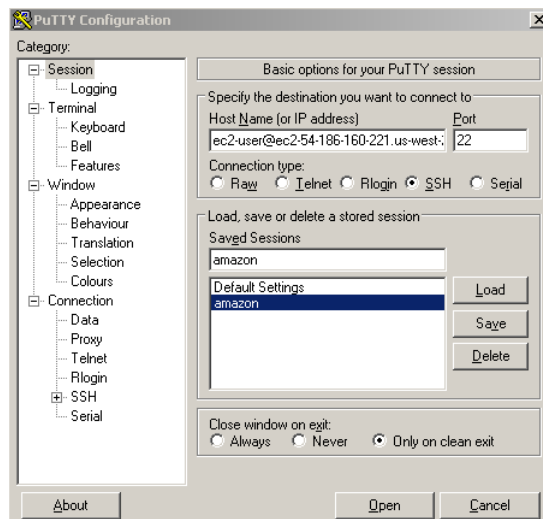 PuTTY Configuration
Category:
Session
Logging
Terminal
Keyboard
Bell
Features
Window
Appearance
Behaviour
Translation
Selection
Colours
Connection
Data
Proxy
Telnet
Rlogin
SSH
Serial
Basic options for your PuTTY session
Specify the destination you want to connect to
Host Name (or IP address) Port
ec2-user@ec2-54-186-160-221.us-west- 22
Connection type:
Raw Telnet Rlogin SSH Serial
Load, save or delete a stored session
Saved Sessions
amazon
Default Settings
amazon
Load
Save
Delete
Close window on exit:
Always Never Only on clean exit
About Open Cancel